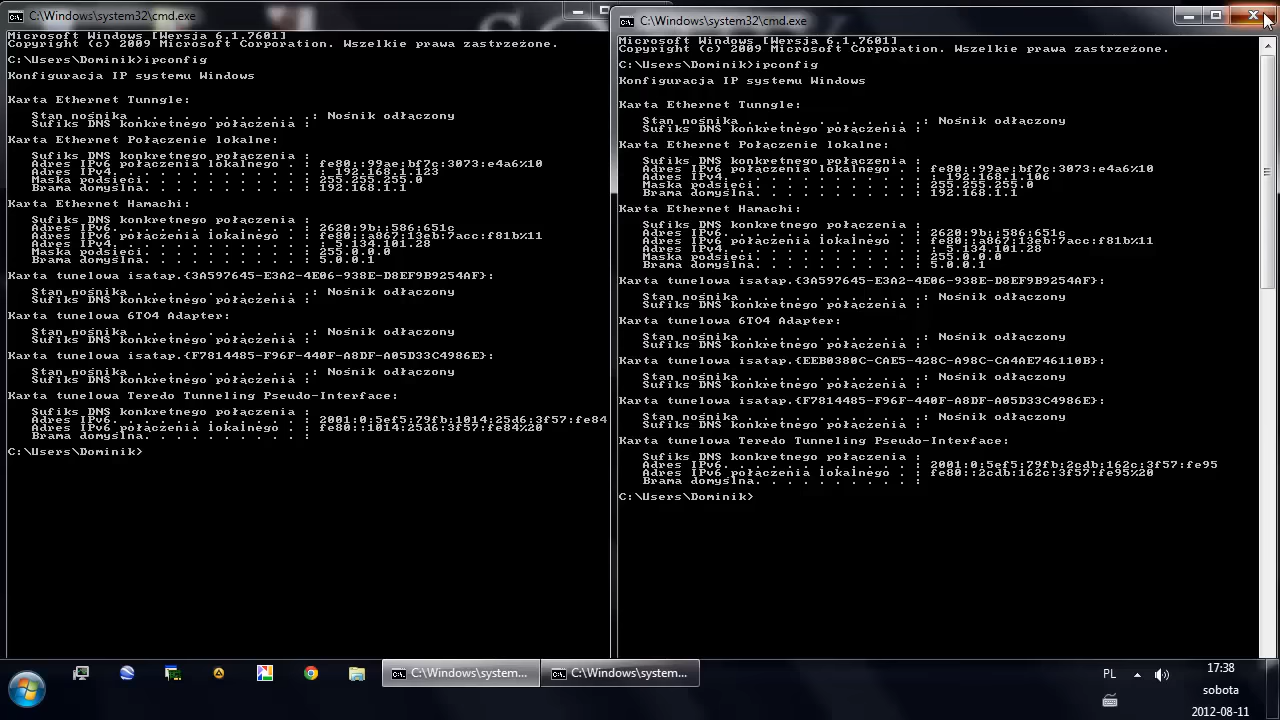 C:\Windows\system32\cmd.exe
Microsoft Windows [Wersja 6.1.7601]
Copyright (c) 2009 Microsoft Corporation. Wszelkie prawa zastrzeżone.
C:\Users\Dominik>ipconfig
Konfiguracja IP systemu Windows
Karta Ethernet Tunngle:
Stan nośnika . . . . . . . . . . .: Nośnik odłączony
Sufiks DNS konkretnego połączenia :
Karta Ethernet Połączenie lokalne:
Sufiks DNS konkretnego połączenia :
Adres IPv6 połączenia lokalnego . : fe80::99ae:bf7c:3073:e4a6%10
Adres IPv4. . . . . . . . . . . . . : 192.168.1.123
Maska podsieci. . . . . . . . . . : 255.255.255.0
Brama domyślna. . . . . . . . . . : 192.168.1.1
Karta Ethernet Hamachi:
Sufiks DNS konkretnego połączenia :
Adres IPv6. . . . . . . . . . . . : 2620:9b::586:651c
Adres IPv6 połączenia lokalnego . : fe80::a867:13eb:7acc:f81b%11
Adres IPv4. . . . . . . . . . . . . : 5.134.101.28
Maska podsieci. . . . . . . . . . : 255.0.0.0
Brama domyślna. . . . . . . . . . : 5.0.0.1
Karta tunelowa isatap.{3A597645-E3A2-4E06-938E-D8EF9B9254AF}:
Stan nośnika . . . . . . . . . . .: Nośnik odłączony
Sufiks DNS konkretnego połączenia :
Karta tunelowa 6TO4 Adapter:
Stan nośnika . . . . . . . . . . .: Nośnik odłączony
Sufiks DNS konkretnego połączenia :
Karta tunelowa isatap.{F7814485-F96F-440F-A8DF-A05D33C4986E}:
Stan nośnika . . . . . . . . . . .: Nośnik odłączony
Sufiks DNS konkretnego połączenia :
Karta tunelowa Teredo Tunneling Pseudo-Interface:
Sufiks DNS konkretnego połączenia :
Adres IPv6. . . . . . . . . . . . : 2001:0:5ef5:79fb:1014:25d6:3f57:fe84
Adres IPv6 połączenia lokalnego . : fe80::1014:25d6:3f57:fe84%20
Brama domyślna. . . . . . . . . . :
C:\Users\Dominik>
C:\Windows\system32\cmd.exe
Microsoft Windows [Wersja 6.1.7601]
Copyright (c) 2009 Microsoft Corporation. Wszelkie prawa zastrzeżone.
C:\Users\Dominik>ipconfig
Konfiguracja IP systemu Windows
Karta Ethernet Tunngle:
Stan nośnika . . . . . . . . . . .: Nośnik odłączony
Sufiks DNS konkretnego połączenia :
Karta Ethernet Połączenie lokalne:
Sufiks DNS konkretnego połączenia :
Adres IPv6 połączenia lokalnego . : fe80::99ae:bf7c:3073:e4a6%10
Adres IPv4. . . . . . . . . . . . . : 192.168.1.106
Maska podsieci. . . . . . . . . . : 255.255.255.0
Brama domyślna. . . . . . . . . . : 192.168.1.1
Karta Ethernet Hamachi:
Sufiks DNS konkretnego połączenia :
Adres IPv6. . . . . . . . . . . . : 2620:9b::586:651c
Adres IPv6 połączenia lokalnego . : fe80::a867:13eb:7acc:f81b%11
Adres IPv4. . . . . . . . . . . . . : 5.134.101.28
Maska podsieci. . . . . . . . . . : 255.0.0.0
Brama domyślna. . . . . . . . . . : 5.0.0.1
Karta tunelowa isatap.{3A597645-E3A2-4E06-938E-D8EF9B9254AF}:
Stan nośnika . . . . . . . . . . .: Nośnik odłączony
Sufiks DNS konkretnego połączenia :
Karta tunelowa 6TO4 Adapter:
Stan nośnika . . . . . . . . . . .: Nośnik odłączony
Sufiks DNS konkretnego połączenia :
Karta tunelowa isatap.{EEB0380C-CAE5-428C-A98C-CA4AE746110B}:
Stan nośnika . . . . . . . . . . .: Nośnik odłączony
Sufiks DNS konkretnego połączenia :
Karta tunelowa isatap.{F7814485-F96F-440F-A8DF-A05D33C4986E}:
Stan nośnika . . . . . . . . . . .: Nośnik odłączony
Sufiks DNS konkretnego połączenia :
Karta tunelowa Teredo Tunneling Pseudo-Interface:
Sufiks DNS konkretnego połączenia :
Adres IPv6. . . . . . . . . . . . : 2001:0:5ef5:79fb:2cdb:162c:3f57:fe95
Adres IPv6 połączenia lokalnego . : fe80::2cdb:162c:3f57:fe95%20
Brama domyślna. . . . . . . . . . :
C:\Users\Dominik>
C:\Windows\system...
C:\Windows\system...
PL
17:38
sobota
2012-08-11